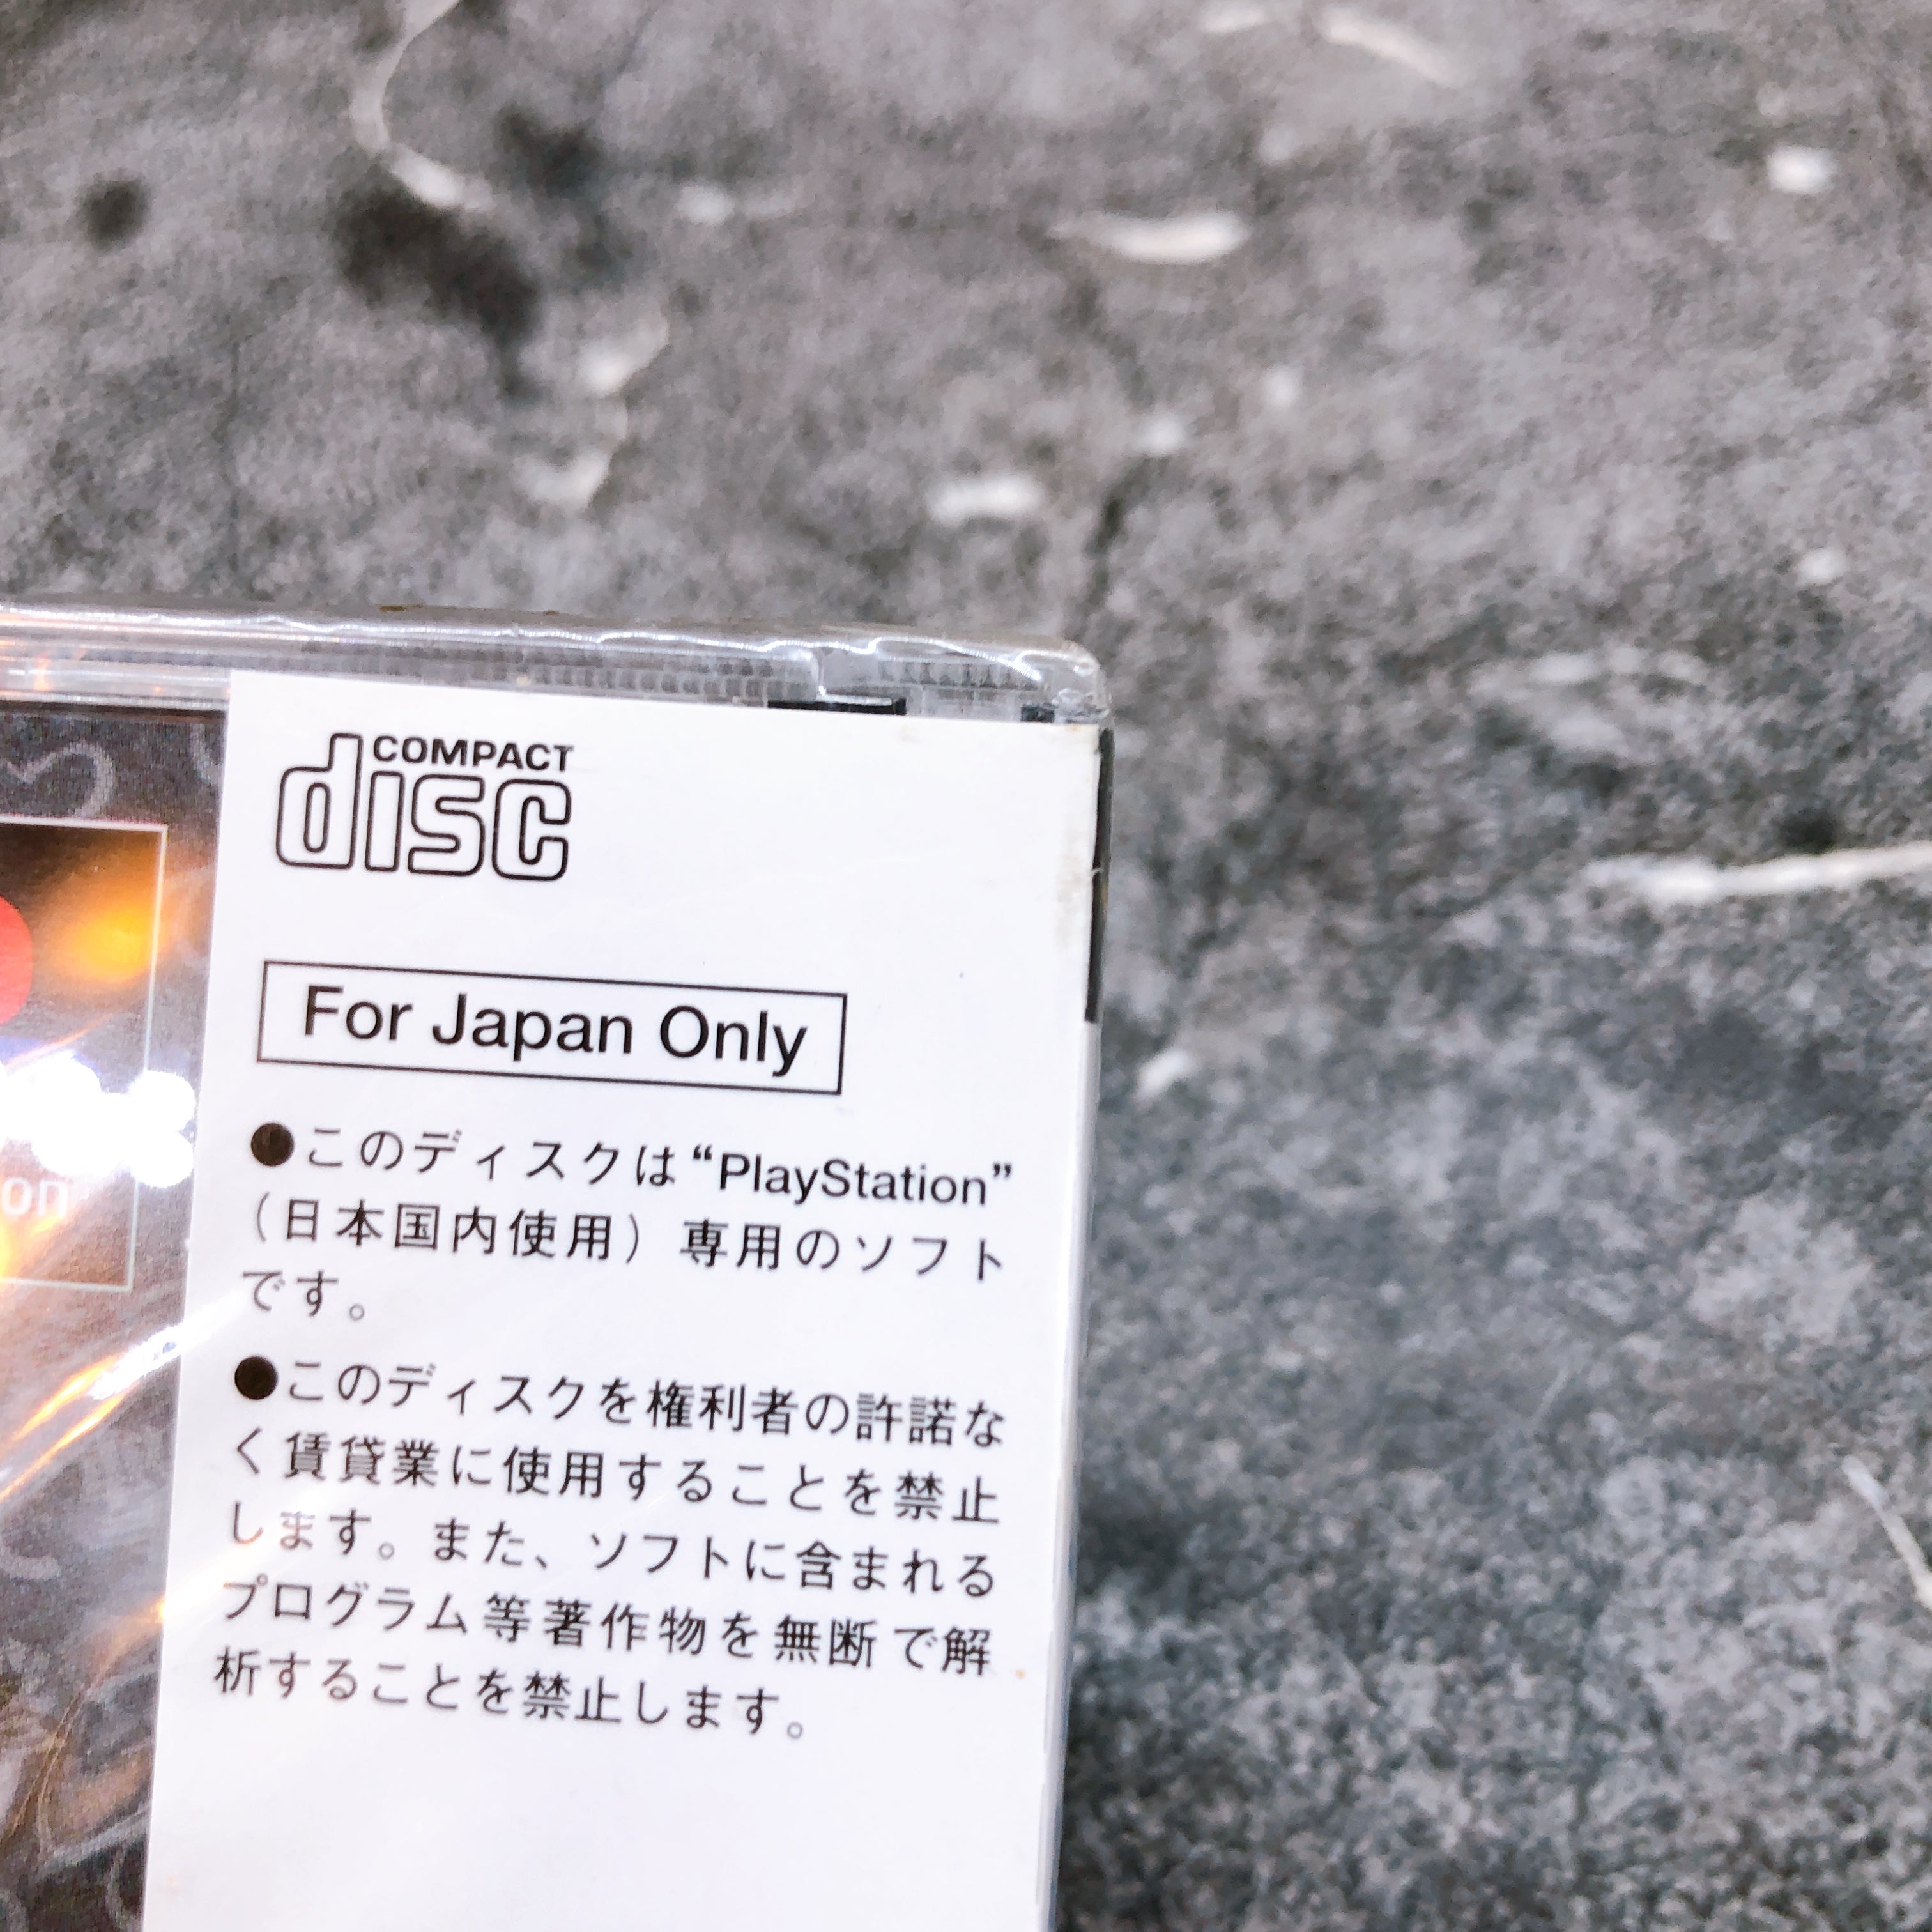 COMPACT
disc
For Japan Only
●このディスクは“PlayStation”
（日本国内使用）専用のソフト
です。
●このディスクを権利者の許諾な
く賃貸業に使用することを禁止
します。また、ソフトに含まれる
プログラム等著作物を無断で解
析することを禁止します。
on